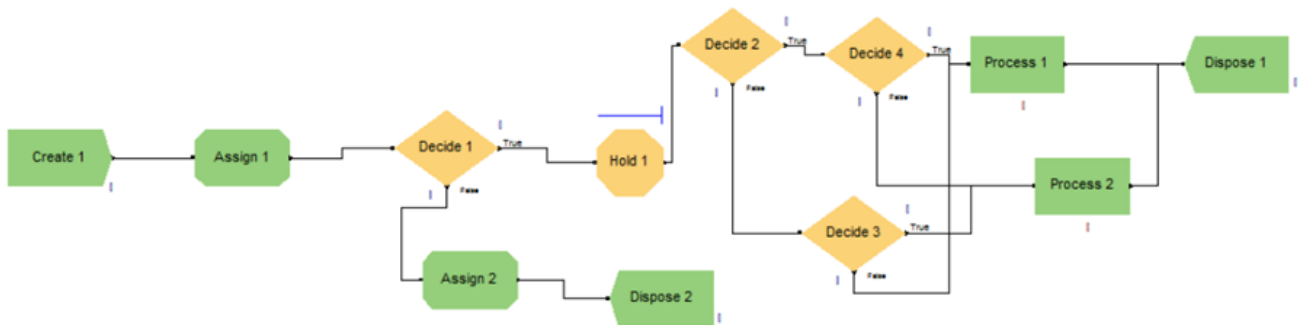 Create 1
Assign 1
Decide 1
True
False
Assign 2
Dispose 2
Hold 1
Decide 2
True
False
Decide 4
True
False
Decide 3
True
False
Process 1
Process 2
Dispose 1